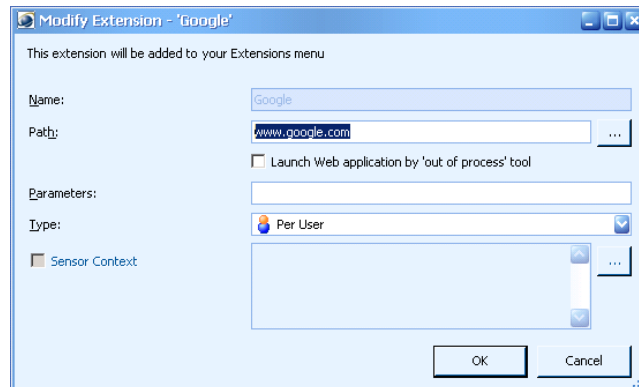 Modify Extension - 'Google'
This extension will be added to your Extensions menu
Name:
Google
Path:
www.google.com
...
Launch Web application by 'out of process' tool
Parameters:
Type:
Per User
Sensor Context
...
OK
Cancel